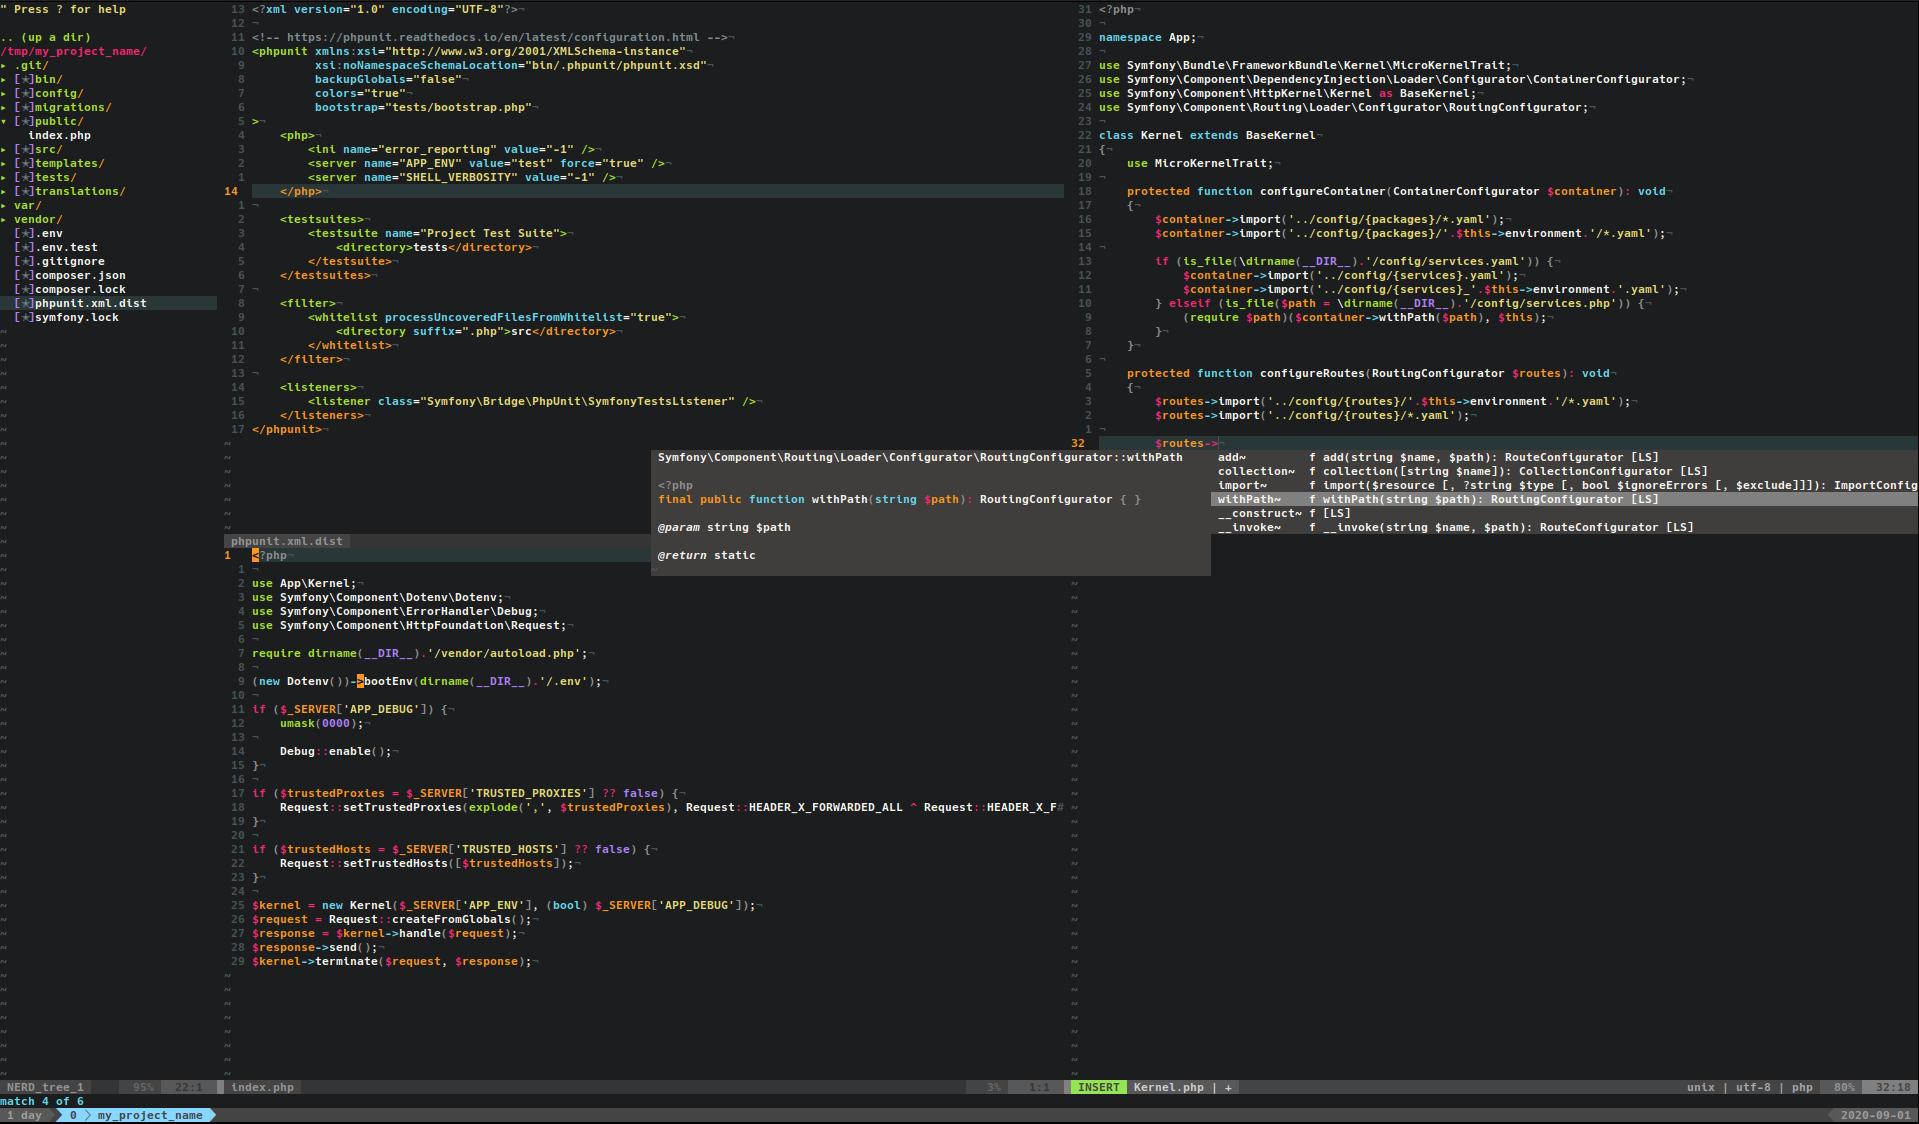 " Press ? for help
.. (up a dir)
/tmp/my_project_name/
▸ .git/
▸ [★]bin/
▸ [★]config/
▸ [★]migrations/
▾ [★]public/
index.php
▸ [★]src/
▸ [★]templates/
▸ [★]tests/
▸ [★]translations/
▸ var/
▸ vendor/
[★].env
[★].env.test
[★].gitignore
[★]composer.json
[★]composer.lock
[★]phpunit.xml.dist
[★]symfony.lock
13 <?xml version="1.0" encoding="UTF-8"?>¬
12 ¬
11 <!-- https://phpunit.readthedocs.io/en/latest/configuration.html -->¬
10 <phpunit xmlns:xsi="http://www.w3.org/2001/XMLSchema-instance"¬
9 xsi:noNamespaceSchemaLocation="bin/.phpunit/phpunit.xsd"¬
8 backupGlobals="false"¬
7 colors="true"¬
6 bootstrap="tests/bootstrap.php"¬
5 >¬
4 <php>¬
3 <ini name="error_reporting" value="-1" />¬
2 <server name="APP_ENV" value="test" force="true" />¬
1 <server name="SHELL_VERBOSITY" value="-1" />¬
14 </php>¬
1 ¬
2 <testsuites>¬
3 <testsuite name="Project Test Suite">¬
4 <directory>tests</directory>¬
5 </testsuite>¬
6 </testsuites>¬
7 ¬
8 <filter>¬
9 <whitelist processUncoveredFilesFromWhitelist="true">¬
10 <directory suffix=".php">src</directory>¬
11 </whitelist>¬
12 </filter>¬
13 ¬
14 <listeners>¬
15 <listener class="Symfony\Bridge\PhpUnit\SymfonyTestsListener" />¬
16 </listeners>¬
17 </phpunit>¬
phpunit.xml.dist
1 <?php¬
1 ¬
2 use App\Kernel;¬
3 use Symfony\Component\Dotenv\Dotenv;¬
4 use Symfony\Component\ErrorHandler\Debug;¬
5 use Symfony\Component\HttpFoundation\Request;¬
6 ¬
7 require dirname(__DIR__).'/vendor/autoload.php';¬
8 ¬
9 (new Dotenv())->bootEnv(dirname(__DIR__).'/.env');¬
10 ¬
11 if ($_SERVER['APP_DEBUG']) {¬
12 umask(0000);¬
13 ¬
14 Debug::enable();¬
15 }¬
16 ¬
17 if ($trustedProxies = $_SERVER['TRUSTED_PROXIES'] ?? false) {¬
18 Request::setTrustedProxies(explode(',', $trustedProxies), Request::HEADER_X_FORWARDED_ALL ^ Request::HEADER_X_F#
19 }¬
20 ¬
21 if ($trustedHosts = $_SERVER['TRUSTED_HOSTS'] ?? false) {¬
22 Request::setTrustedHosts([$trustedHosts]);¬
23 }¬
24 ¬
25 $kernel = new Kernel($_SERVER['APP_ENV'], (bool) $_SERVER['APP_DEBUG']);¬
26 $request = Request::createFromGlobals();¬
27 $response = $kernel->handle($request);¬
28 $response->send();¬
29 $kernel->terminate($request, $response);¬
31 <?php¬
30 ¬
29 namespace App;¬
28 ¬
27 use Symfony\Bundle\FrameworkBundle\Kernel\MicroKernelTrait;¬
26 use Symfony\Component\DependencyInjection\Loader\Configurator\ContainerConfigurator;¬
25 use Symfony\Component\HttpKernel\Kernel as BaseKernel;¬
24 use Symfony\Component\Routing\Loader\Configurator\RoutingConfigurator;¬
23 ¬
22 class Kernel extends BaseKernel¬
21 {¬
20 use MicroKernelTrait;¬
19 ¬
18 protected function configureContainer(ContainerConfigurator $container): void¬
17 {¬
16 $container->import('../config/{packages}/*.yaml');¬
15 $container->import('../config/{packages}/'.$this->environment.'/*.yaml');¬
14 ¬
13 if (is_file(\dirname(__DIR__).'/config/services.yaml')) {¬
12 $container->import('../config/{services}.yaml');¬
11 $container->import('../config/{services}_'.$this->environment.'.yaml');¬
10 } elseif (is_file($path = \dirname(__DIR__).'/config/services.php')) {¬
9 (require $path)($container->withPath($path), $this);¬
8 }¬
7 }¬
6 ¬
5 protected function configureRoutes(RoutingConfigurator $routes): void¬
4 {¬
3 $routes->import('../config/{routes}/'.$this->environment.'/*.yaml');¬
2 $routes->import('../config/{routes}/*.yaml');¬
1 ¬
32 $routes->¬
Symfony\Component\Routing\Loader\Configurator\RoutingConfigurator::withPath
<?php
final public function withPath(string $path): RoutingConfigurator { }
@param string $path
@return static
add~ f add(string $name, $path): RouteConfigurator [LS]
collection~ f collection([string $name]): CollectionConfigurator [LS]
import~ f import($resource [, ?string $type [, bool $ignoreErrors [, $exclude]]]): ImportConfig
withPath~ f withPath(string $path): RoutingConfigurator [LS]
__construct~ f [LS]
__invoke~ f __invoke(string $name, $path): RouteConfigurator [LS]
NERD_tree_1 95% 22:1 index.php 3% 1:1 INSERT Kernel.php | + unix | utf-8 | php 80% 32:18
match 4 of 6
1 day 0 my_project_name 2020-09-01